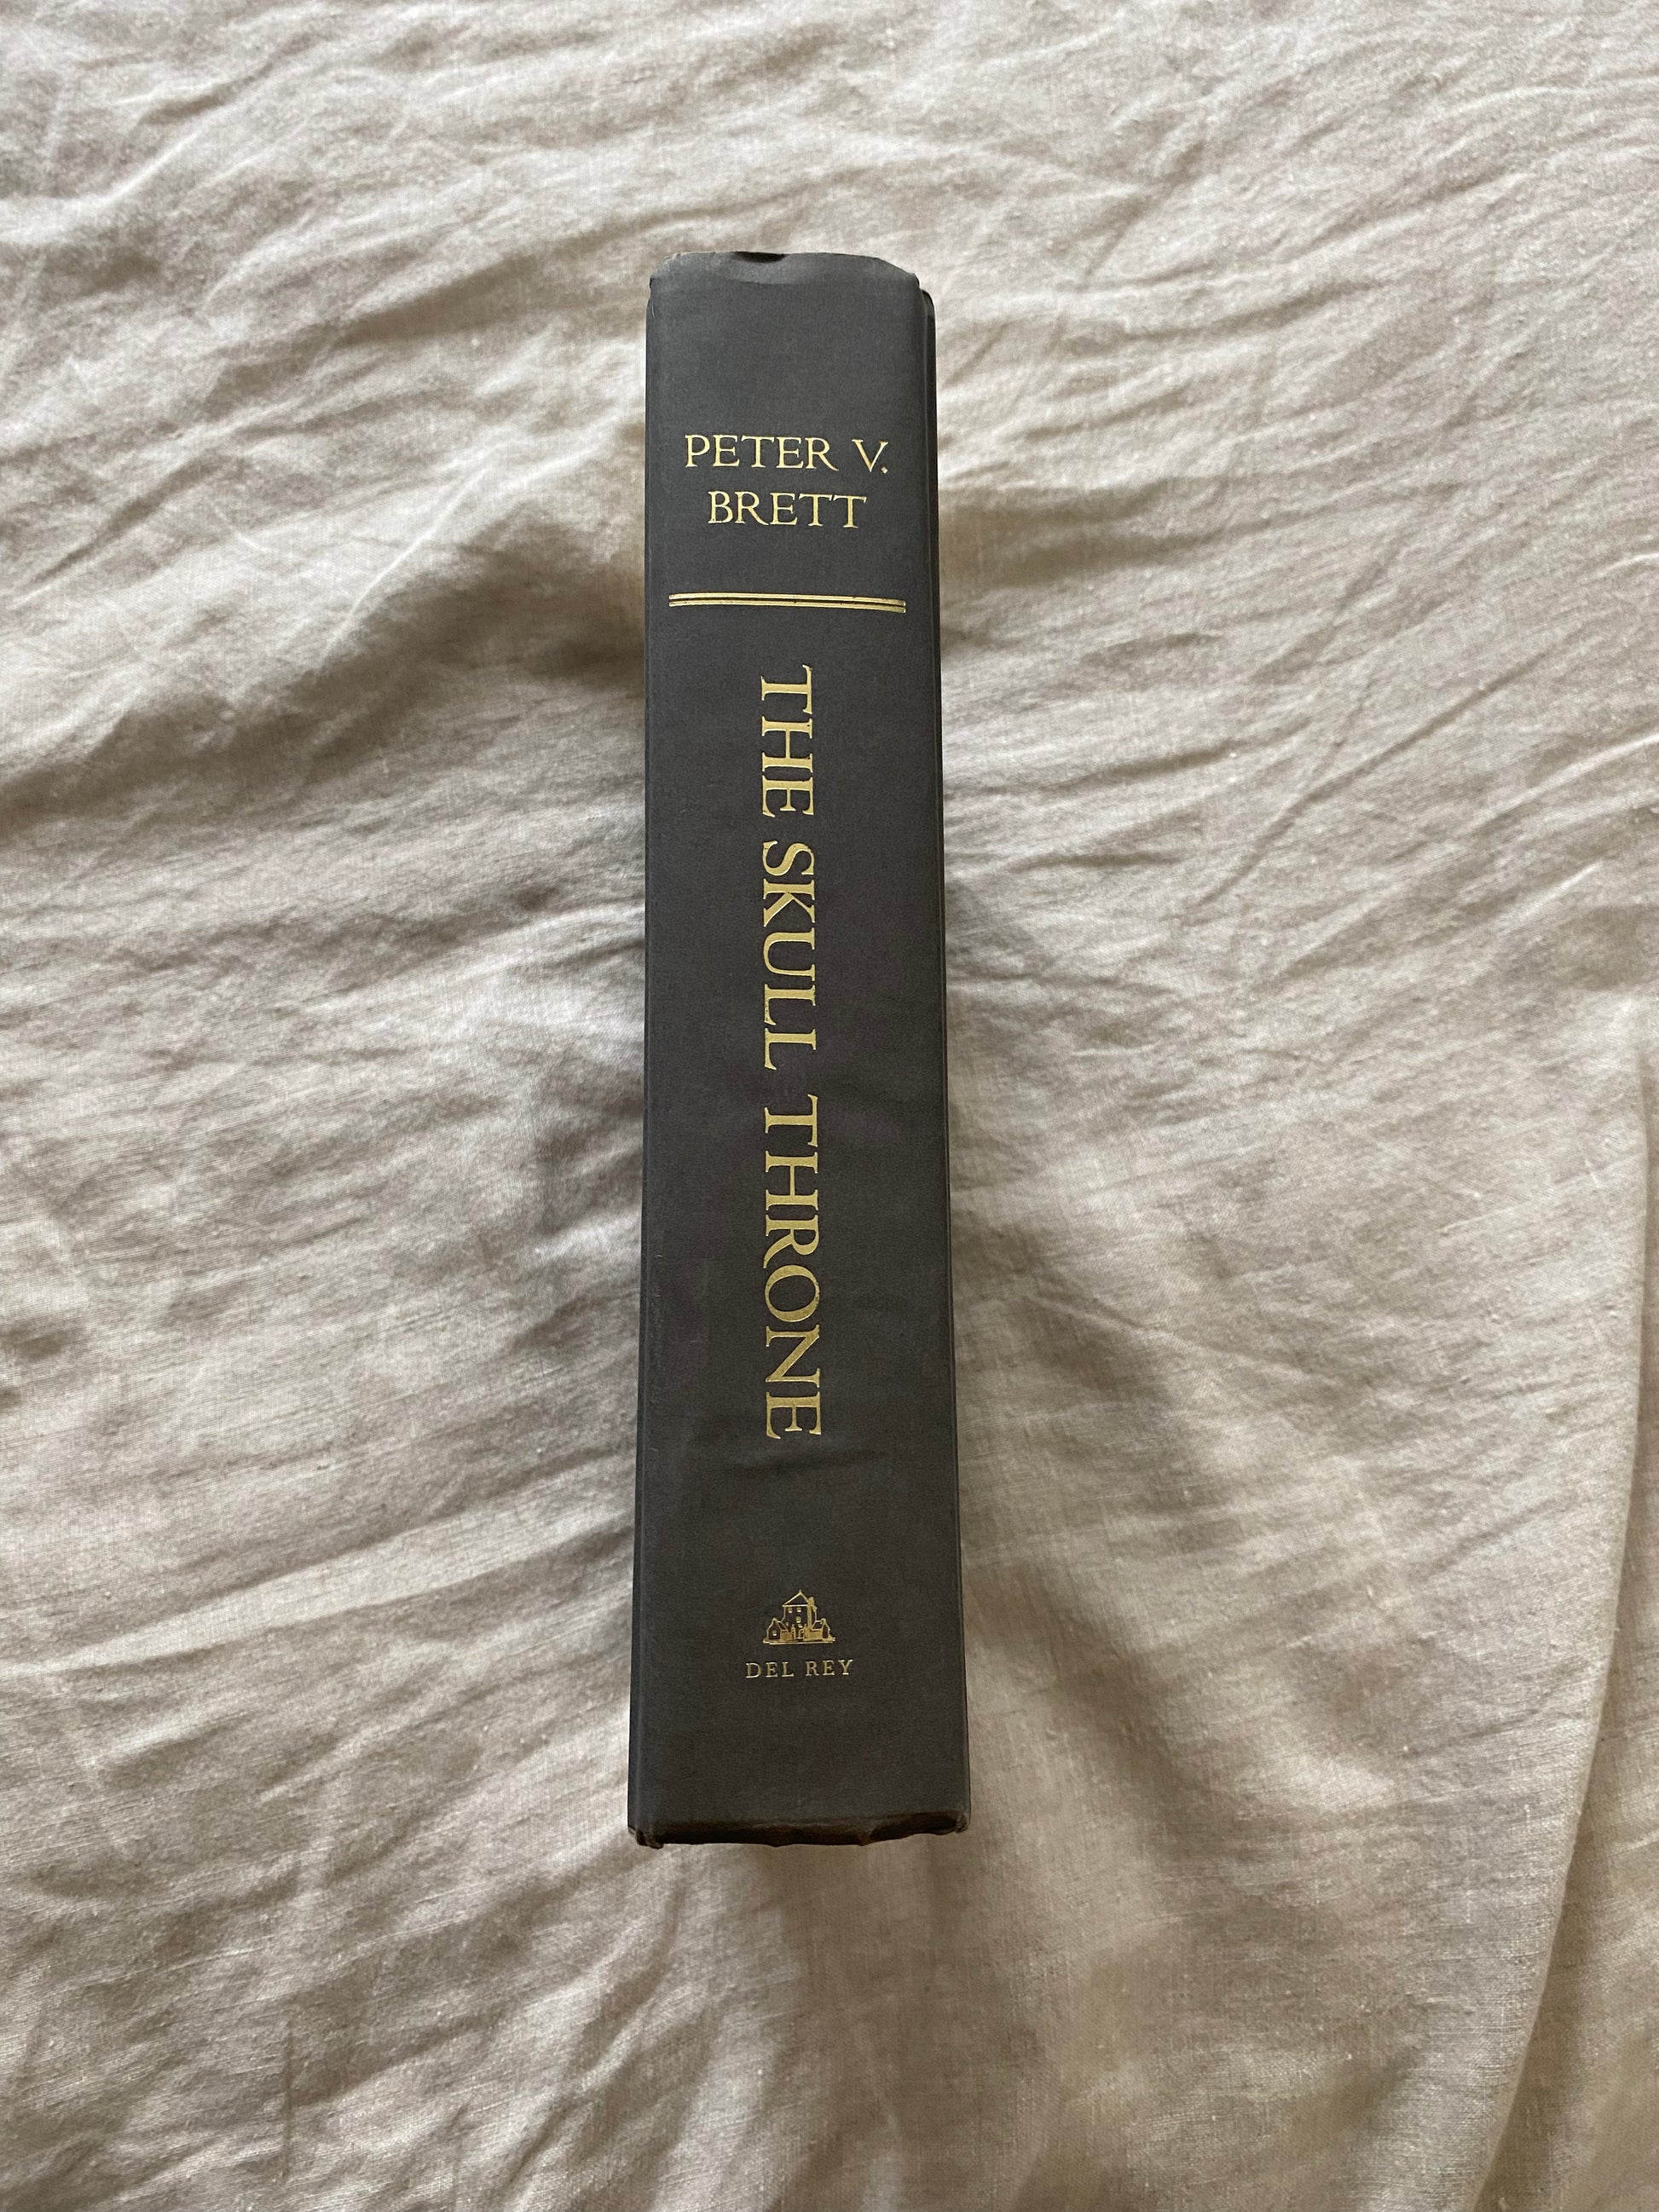 PETER V.
BRETT
THE SKULL THRONE
DEL REY